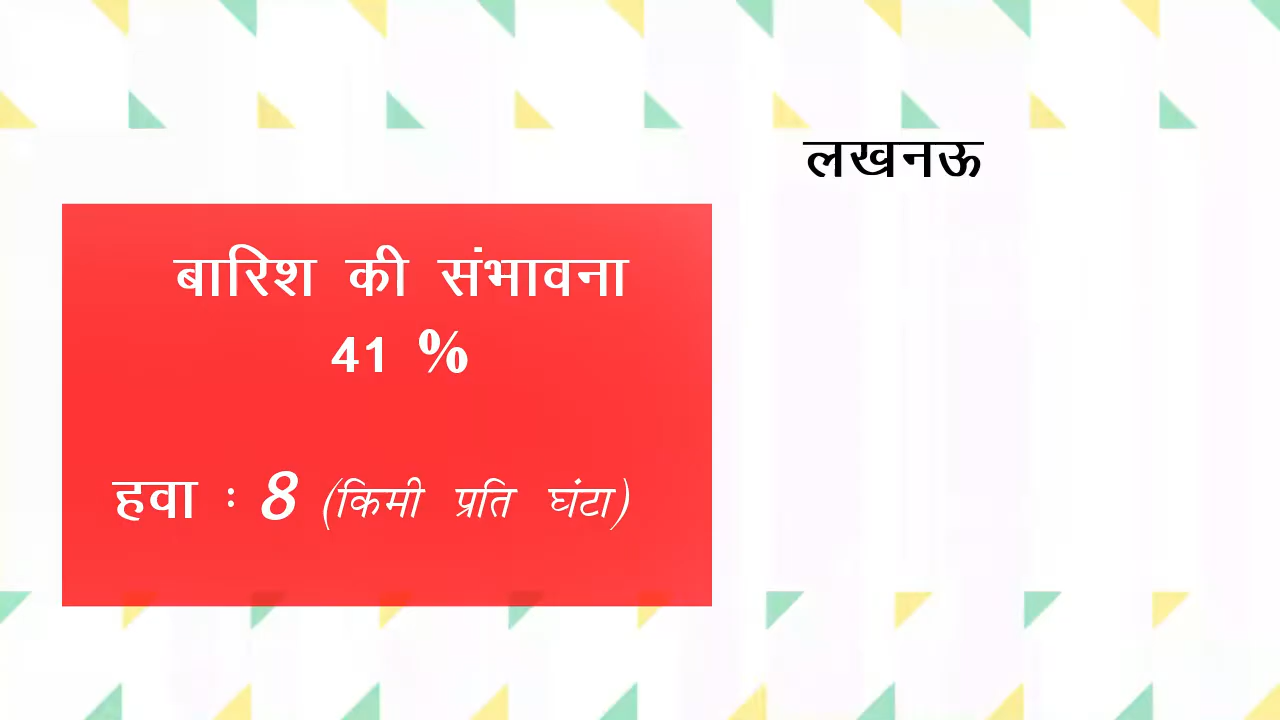 लखनऊ
बारिश की संभावना
41 %
हवा : 8 (किमी प्रति घंटा)